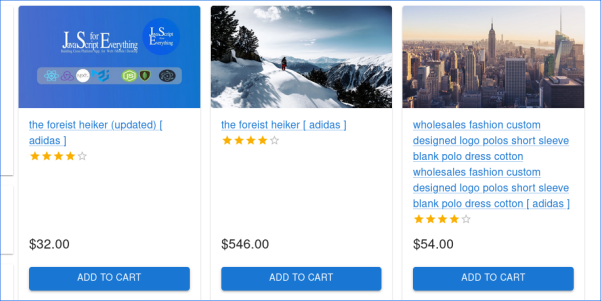 JavaScript for Everything
JavaScript
Everything
the foreist heiker (updated) [
adidas ]
$32.00
ADD TO CART
the foreist heiker [ adidas ]
$546.00
ADD TO CART
wholesales fashion custom
designed logo polos short sleeve
blank polo dress cotton
wholesales fashion custom
designed logo polos short sleeve
blank polo dress cotton [ adidas ]
$54.00
ADD TO CART